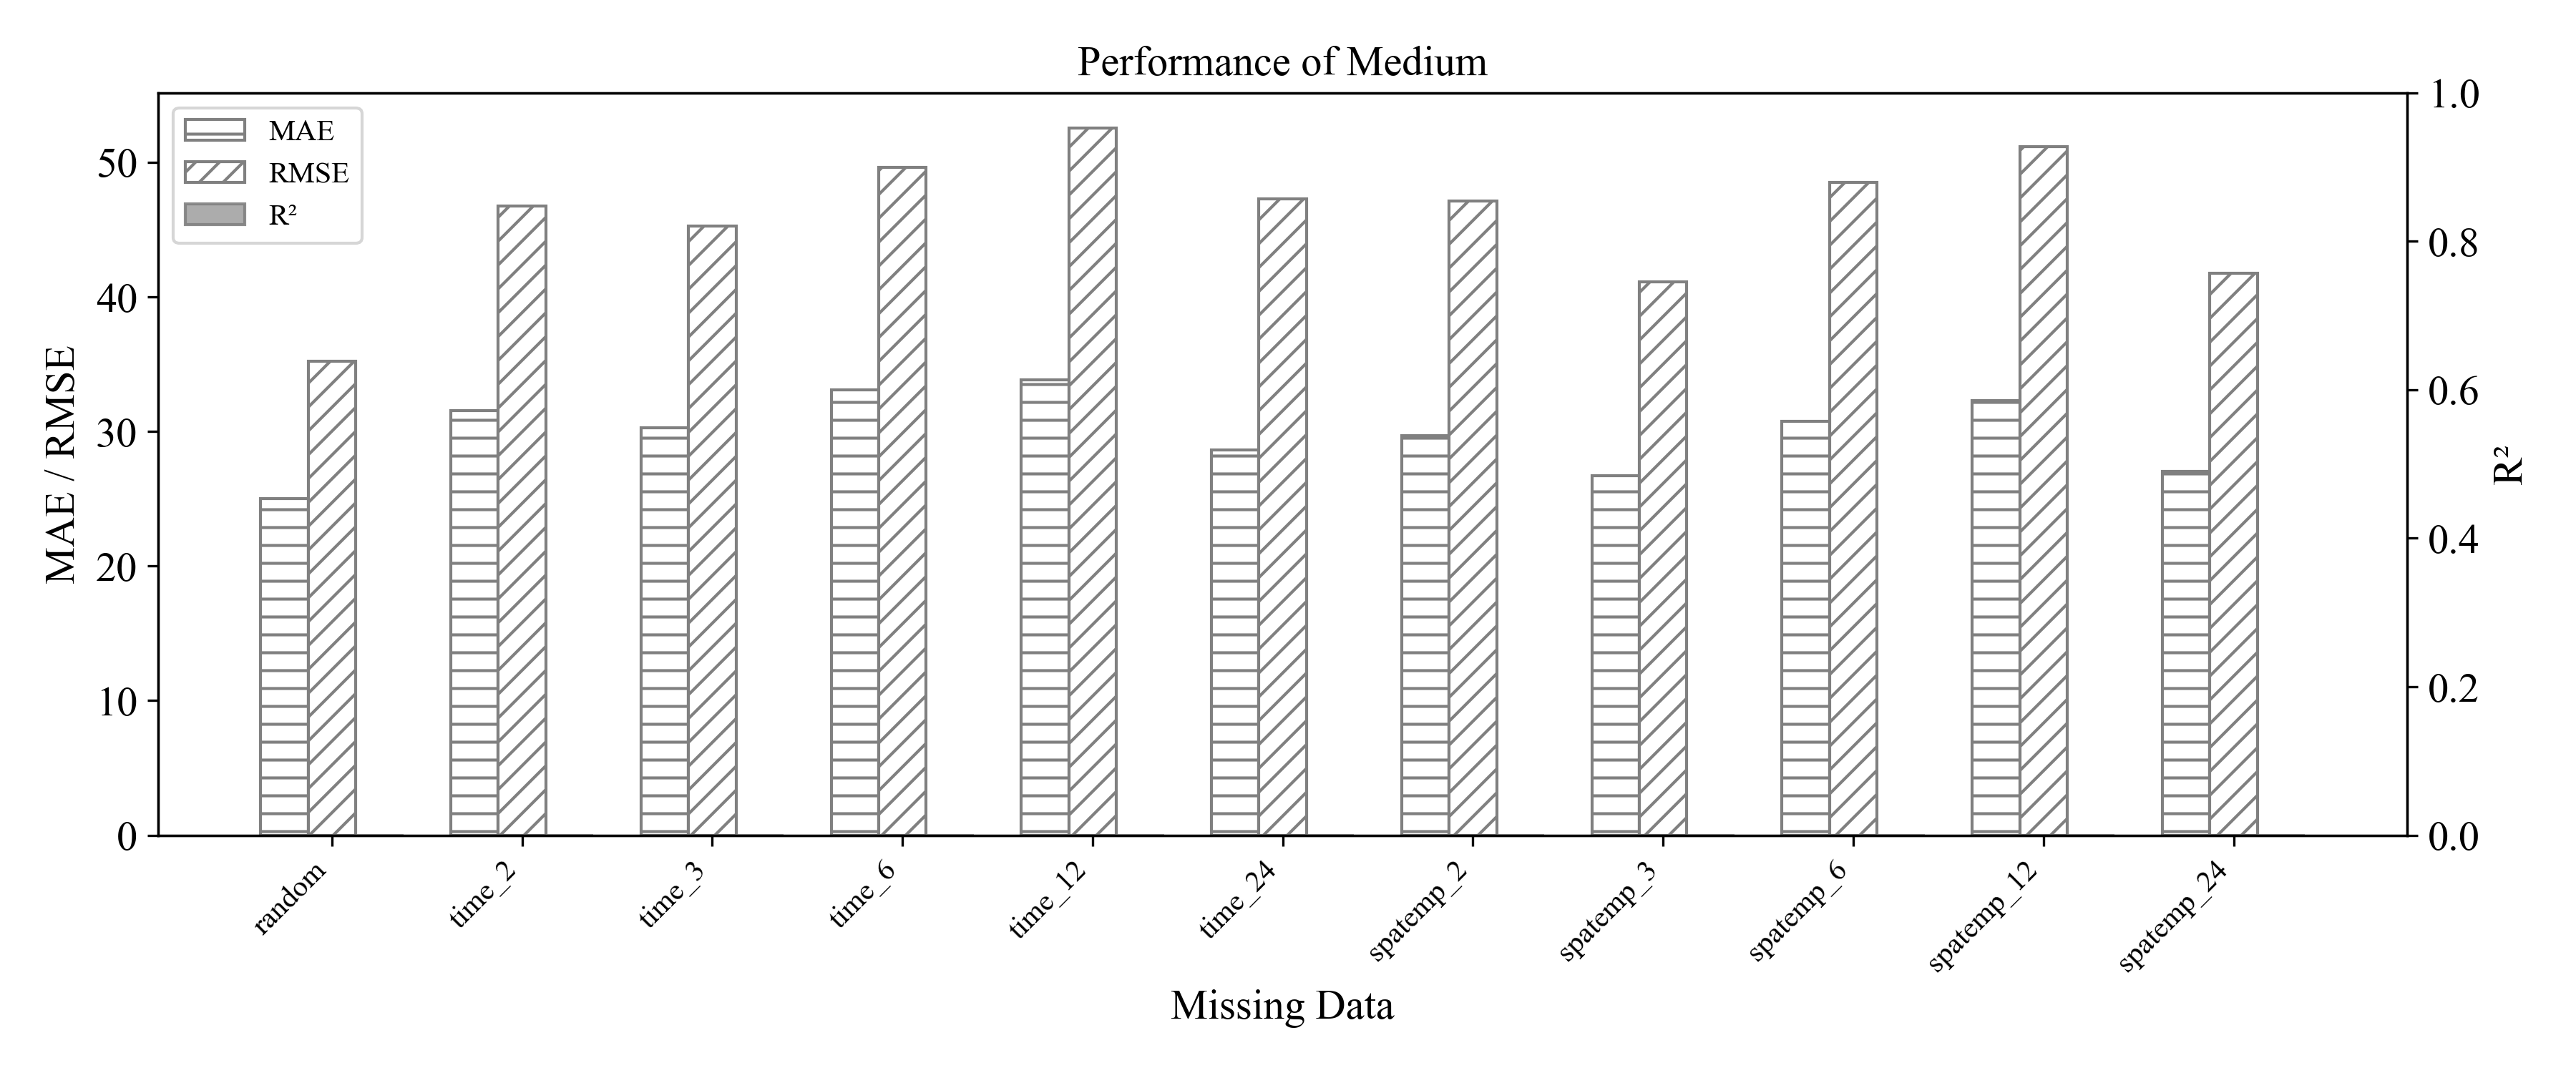 Performance of Medium
MAE
RMSE
R²
MAE / RMSE
50
40
30
20
10
0
1.0
0.8
0.6
0.4
0.2
0.0
R²
random
time_2
time_3
time_6
time_12
time_24
spatemp_2
spatemp_3
spatemp_6
spatemp_12
spatemp_24
Missing Data